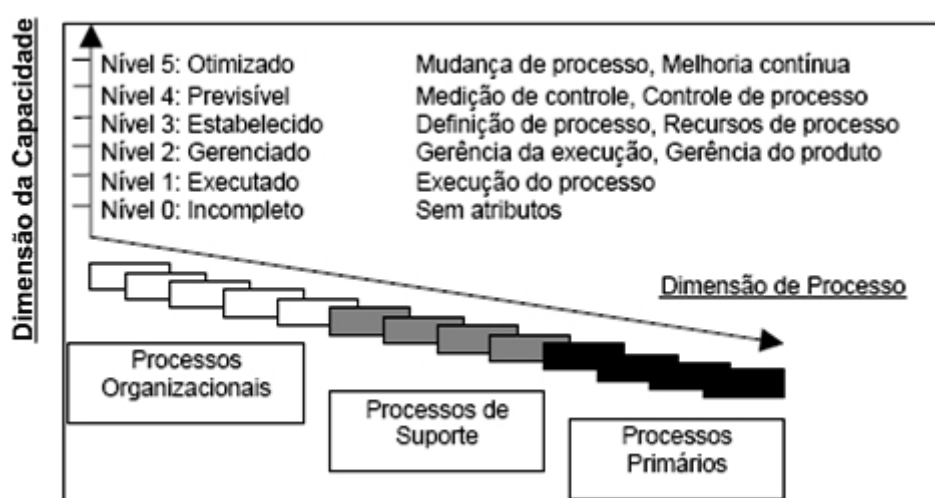 Dimensão da Capacidade
Nível 5: Otimizado Mudança de processo, Melhoria contínua
Nível 4: Previsível Medição de controle, Controle de processo
Nível 3: Estabelecido Definição de processo, Recursos de processo
Nível 2: Gerenciado Gerência da execução, Gerência do produto
Nível 1: Executado Execução do processo
Nível 0: Incompleto Sem atributos
Dimensão de Processo
Processos
Organizacionais
Processos de
Suporte
Processos
Primários